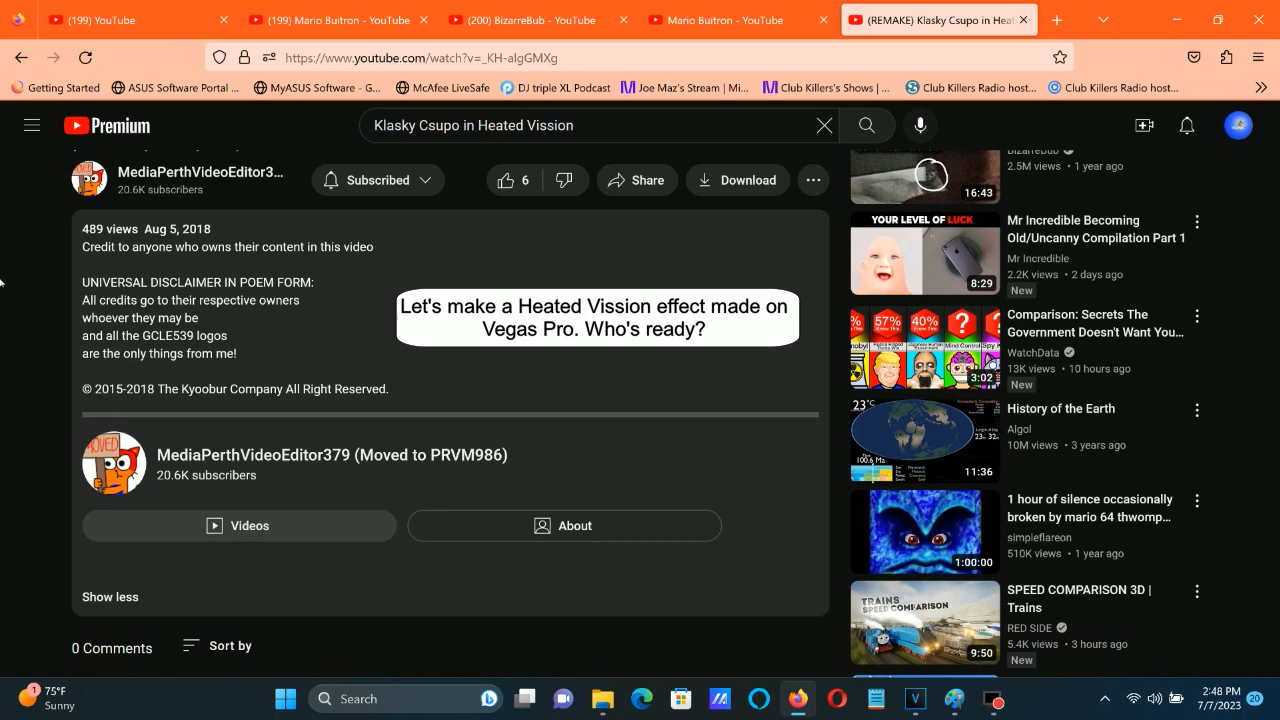 (199) YouTube
(199) Mario Buitron - YouTube
(200) BizarreBub - YouTube
Mario Buitron - YouTube
(REMAKE) Klasky Csupo in Heat
https://www.youtube.com/watch?v=_KH-algGMXg
Getting Started
ASUS Software Portal ...
MyASUS Software - G...
McAfee LiveSafe
DJ triple XL Podcast
Joe Maz's Stream | Mi...
Club Killers's Shows | ...
Club Killers Radio host...
Club Killers Radio host...
Premium
Klasky Csupo in Heated Vission
MediaPerthVideoEditor3...
20.6K subscribers
Subscribed
6
Share
Download
489 views Aug 5, 2018
Credit to anyone who owns their content in this video
UNIVERSAL DISCLAIMER IN POEM FORM:
All credits go to their respective owners
whoever they may be
and all the GCLE53S logos
are the only things from me!
© 2015-2018 The Kyoobur Company All Right Reserved.
Let's make a Heated Vission effect made on
Vegas Pro. Who's ready?
MOVED
MediaPerthVideoEditor379 (Moved to PRVM986)
20.6K subscribers
Videos
About
Show less
0 Comments
Sort by
BizarreBub
2.5M views • 1 year ago
16:43
YOUR LEVEL OF LUCK
8:29
Mr Incredible Becoming
Old/Uncanny Compilation Part 1
Mr Incredible
2.2K views • 2 days ago
New
57%
40%
3:02
Comparison: Secrets The
Government Doesn't Want You...
WatchData
13K views • 10 hours ago
New
23°C
100.6 Ma
11:36
History of the Earth
Algol
10M views • 3 years ago
1:00:00
1 hour of silence occasionally
broken by mario 64 thwomp...
simpleflareon
510K views • 1 year ago
TRAINS
SPEED COMPARISON
9:50
SPEED COMPARISON 3D |
Trains
RED SIDE
5.4K views • 3 hours ago
New
1
75°F
Sunny
Search
2:48 PM
7/7/2023
20